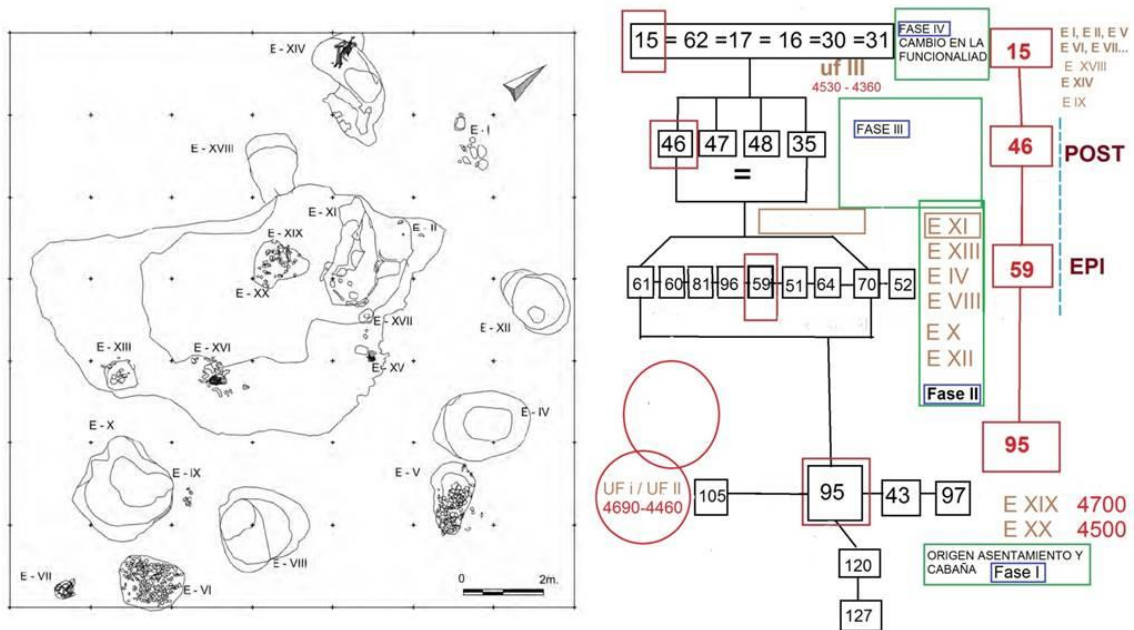 E - XIV
E - I
E - XVIII
E - XI
E - II
E - XIX
E - XX
E - XVII
E - XII
E - XIII
E - XVI
E - XV
E - X
E - IV
E - IX
E - V
E - VIII
E - VII
E - VI
0 2m.
15 = 62 =17 = 16 =30 = 31
FASE IV
CAMBIO EN LA
FUNCIONALIAD
uf III
4530 - 4360
15
E I, E II, E V
E VI, E VII...
E XVIII
E XIV
E IX
46 47 48 35
=
FASE III
46
POST
61 60 81 96 59 51 64 70 52
E XI
E XIII
E IV
E VIII
E X
E XII
Fase II
59
EPI
95
UF i / UF II
4690-4460
105 95 43 97
120
127
E XIX 4700
E XX 4500
ORIGEN ASENTAMIENTO Y
CABAÑA Fase I